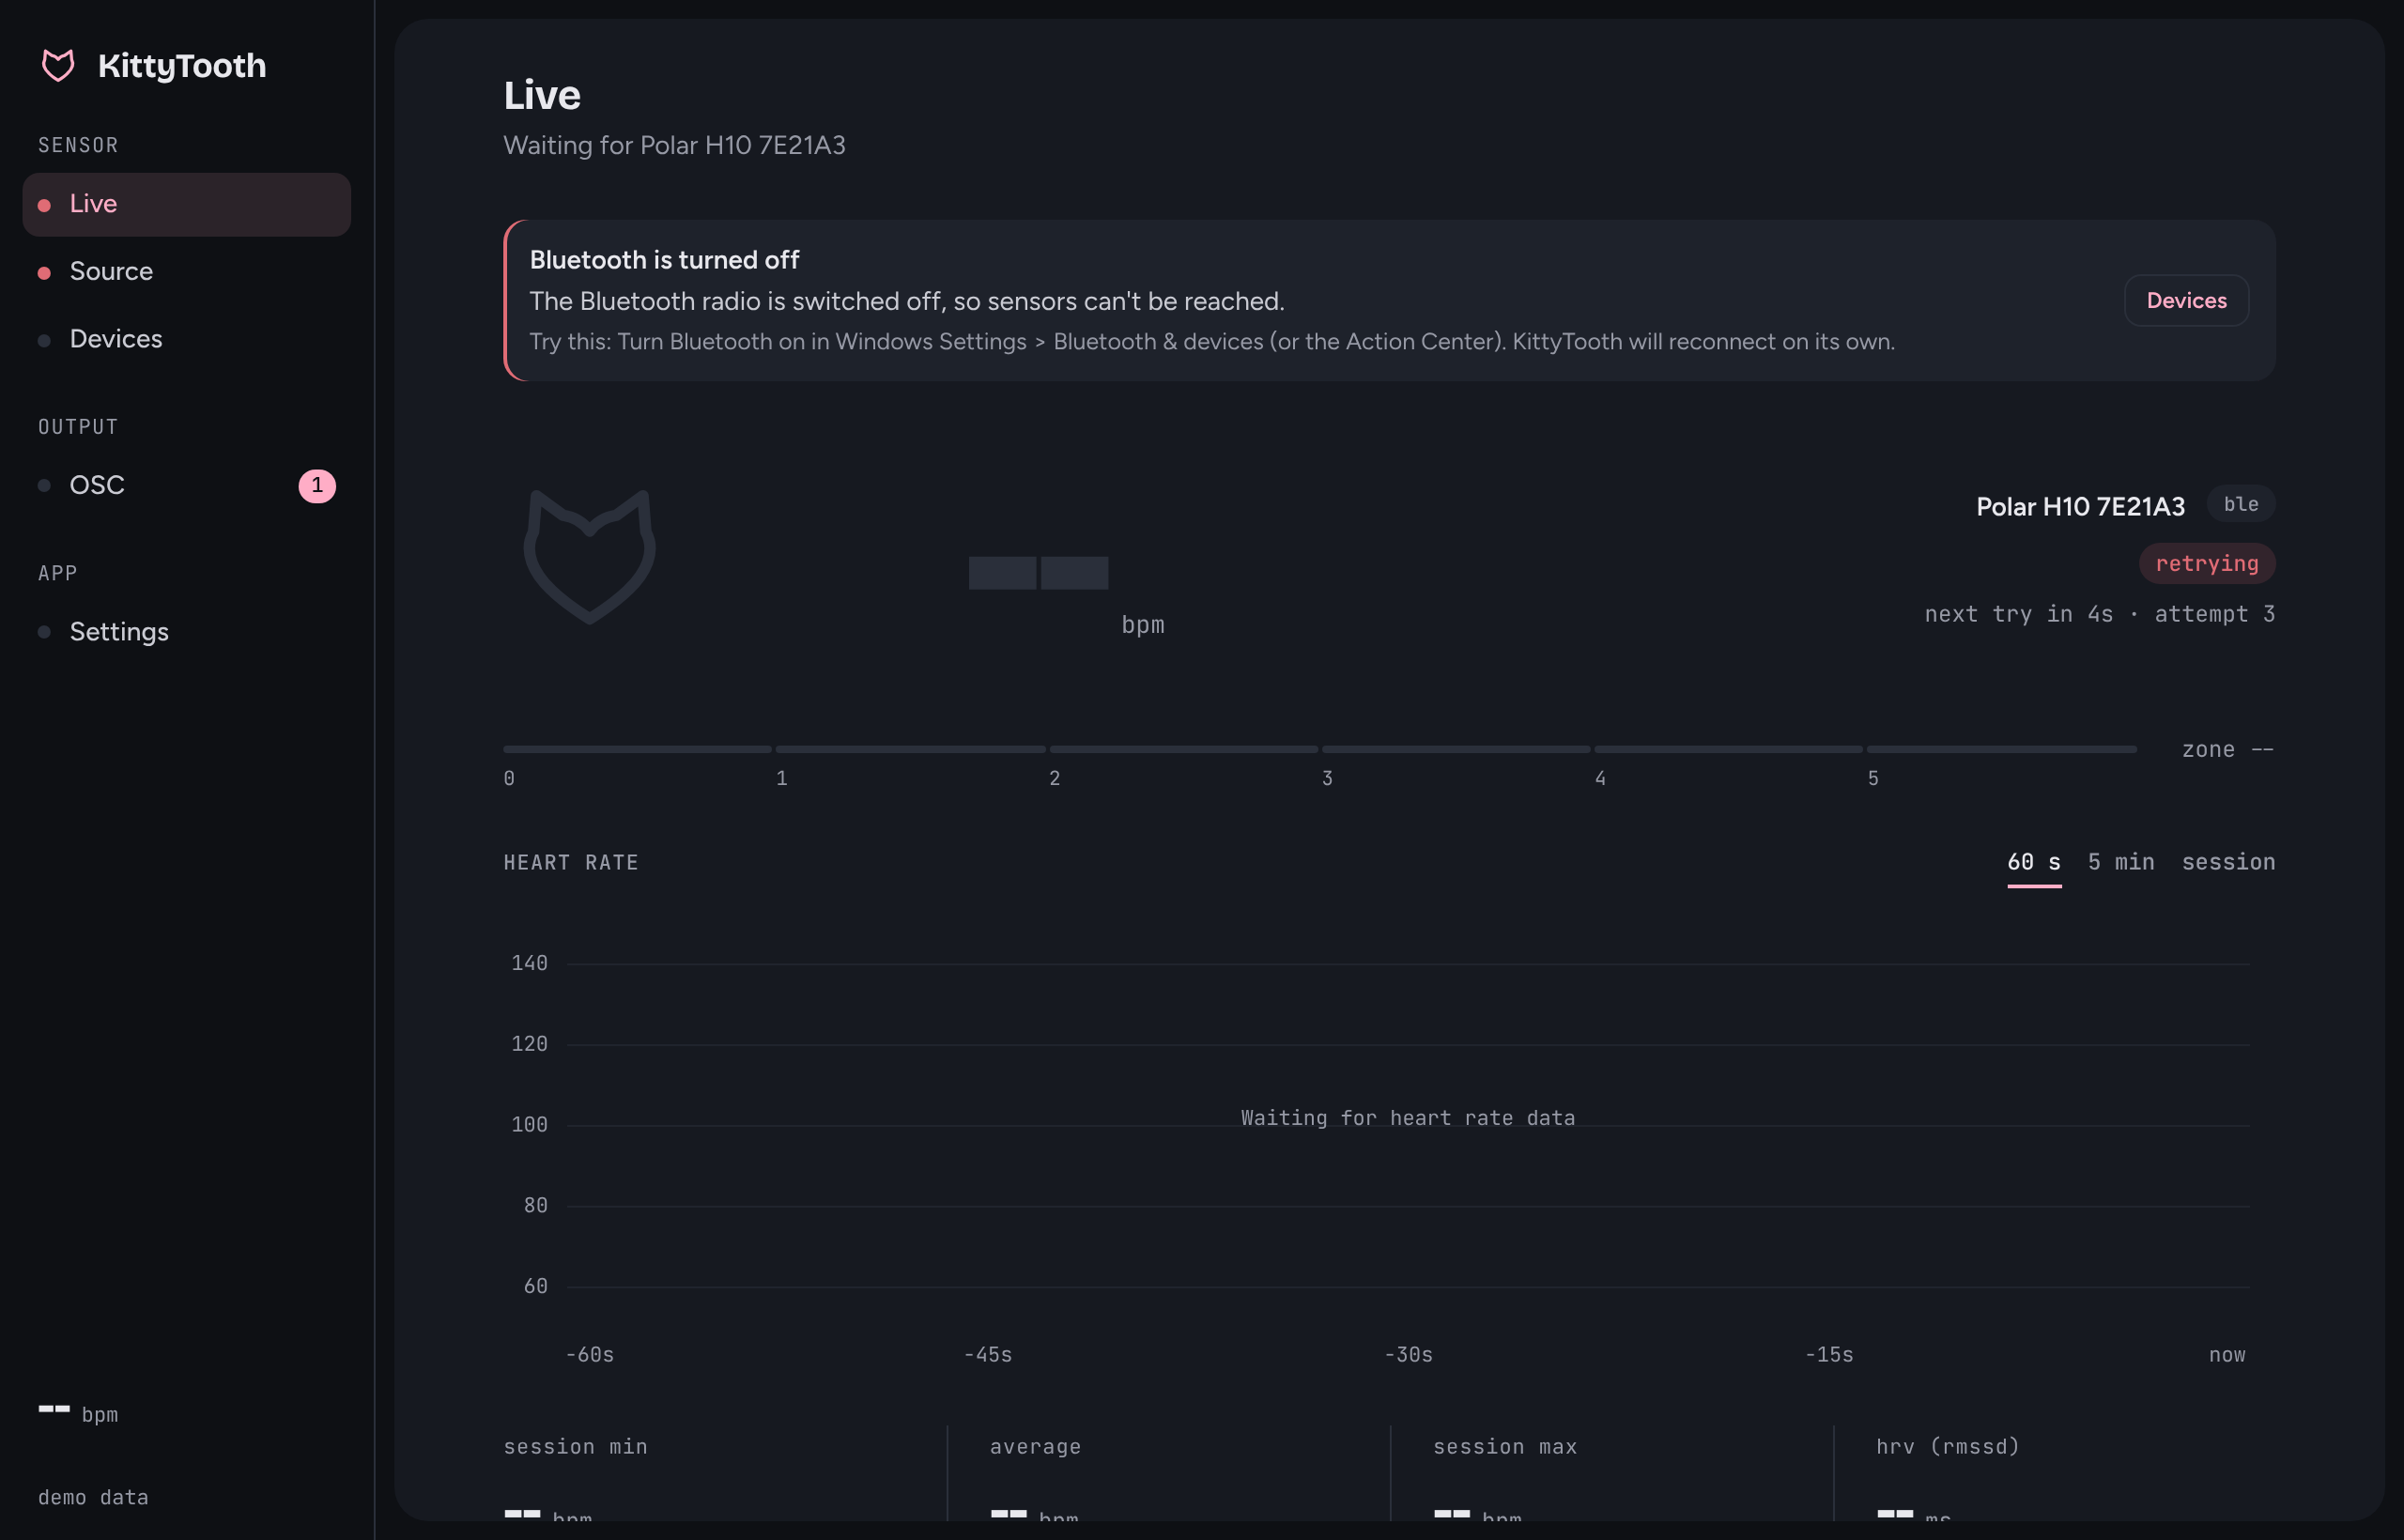 KittyTooth
SENSOR
Live
Source
Devices
OUTPUT
OSC 1
APP
Settings
-- bpm
demo data
Live
Waiting for Polar H10 7E21A3
Bluetooth is turned off
The Bluetooth radio is switched off, so sensors can't be reached.
Try this: Turn Bluetooth on in Windows Settings > Bluetooth & devices (or the Action Center). KittyTooth will reconnect on its own.
Devices
-- bpm
Polar H10 7E21A3 ble
retrying
next try in 4s · attempt 3
zone --
0 1 2 3 4 5
HEART RATE
60 s 5 min session
140
120
100
80
60
Waiting for heart rate data
-60s -45s -30s -15s now
session min average session max hrv (rmssd)
-- bpm -- bpm -- bpm -- ms